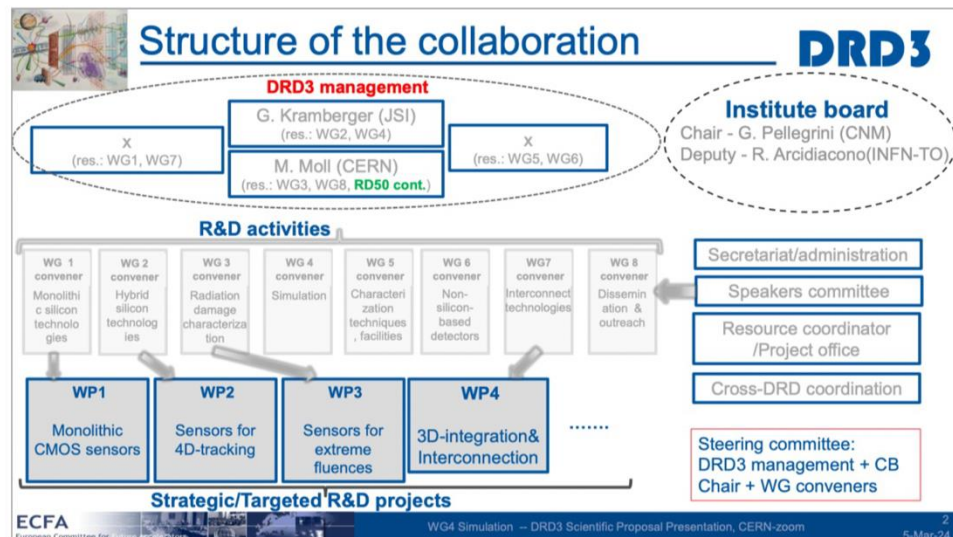 Structure of the collaboration
DRD3
DRD3 management
G. Kramberger (JSI)
(res.: WG2, WG4)
x
(res.: WG1, WG7)
M. Moll (CERN)
(res.: WG3, WG8, RD50 cont.)
x
(res.: WG5, WG6)
Institute board
Chair - G. Pellegrini (CNM)
Deputy - R. Arcidiacono(INFN-TO)
R&D activities
WG 1
convener
Monolithi
c silicon
technolo
gies
WG 2
convener
Hybrid
silicon
technolog
ies
WG 3
convener
Radiation
damage
characteriza
tion
WG 4
convener
Simulation
WG 5
convener
Characteri
zation
techniques
, facilities
WG 6
convener
Non-
silicon-
based
detectors
WG7
convener
Interconnect
technologies
WG 8
convener
Dissemin
ation &
outreach
Secretariat/administration
Speakers committee
Resource coordinator
/Project office
Cross-DRD coordination
WP1
Monolithic
CMOS sensors
WP2
Sensors for
4D-tracking
WP3
Sensors for
extreme
fluences
WP4
3D-integration&
Interconnection
.......
Strategic/Targeted R&D projects
Steering committee:
DRD3 management + CB
Chair + WG conveners
ECFA
European Committee for
WG4 Simulation -- DRD3 Scientific Proposal Presentation, CERN-zoom
2
5-Mar-24